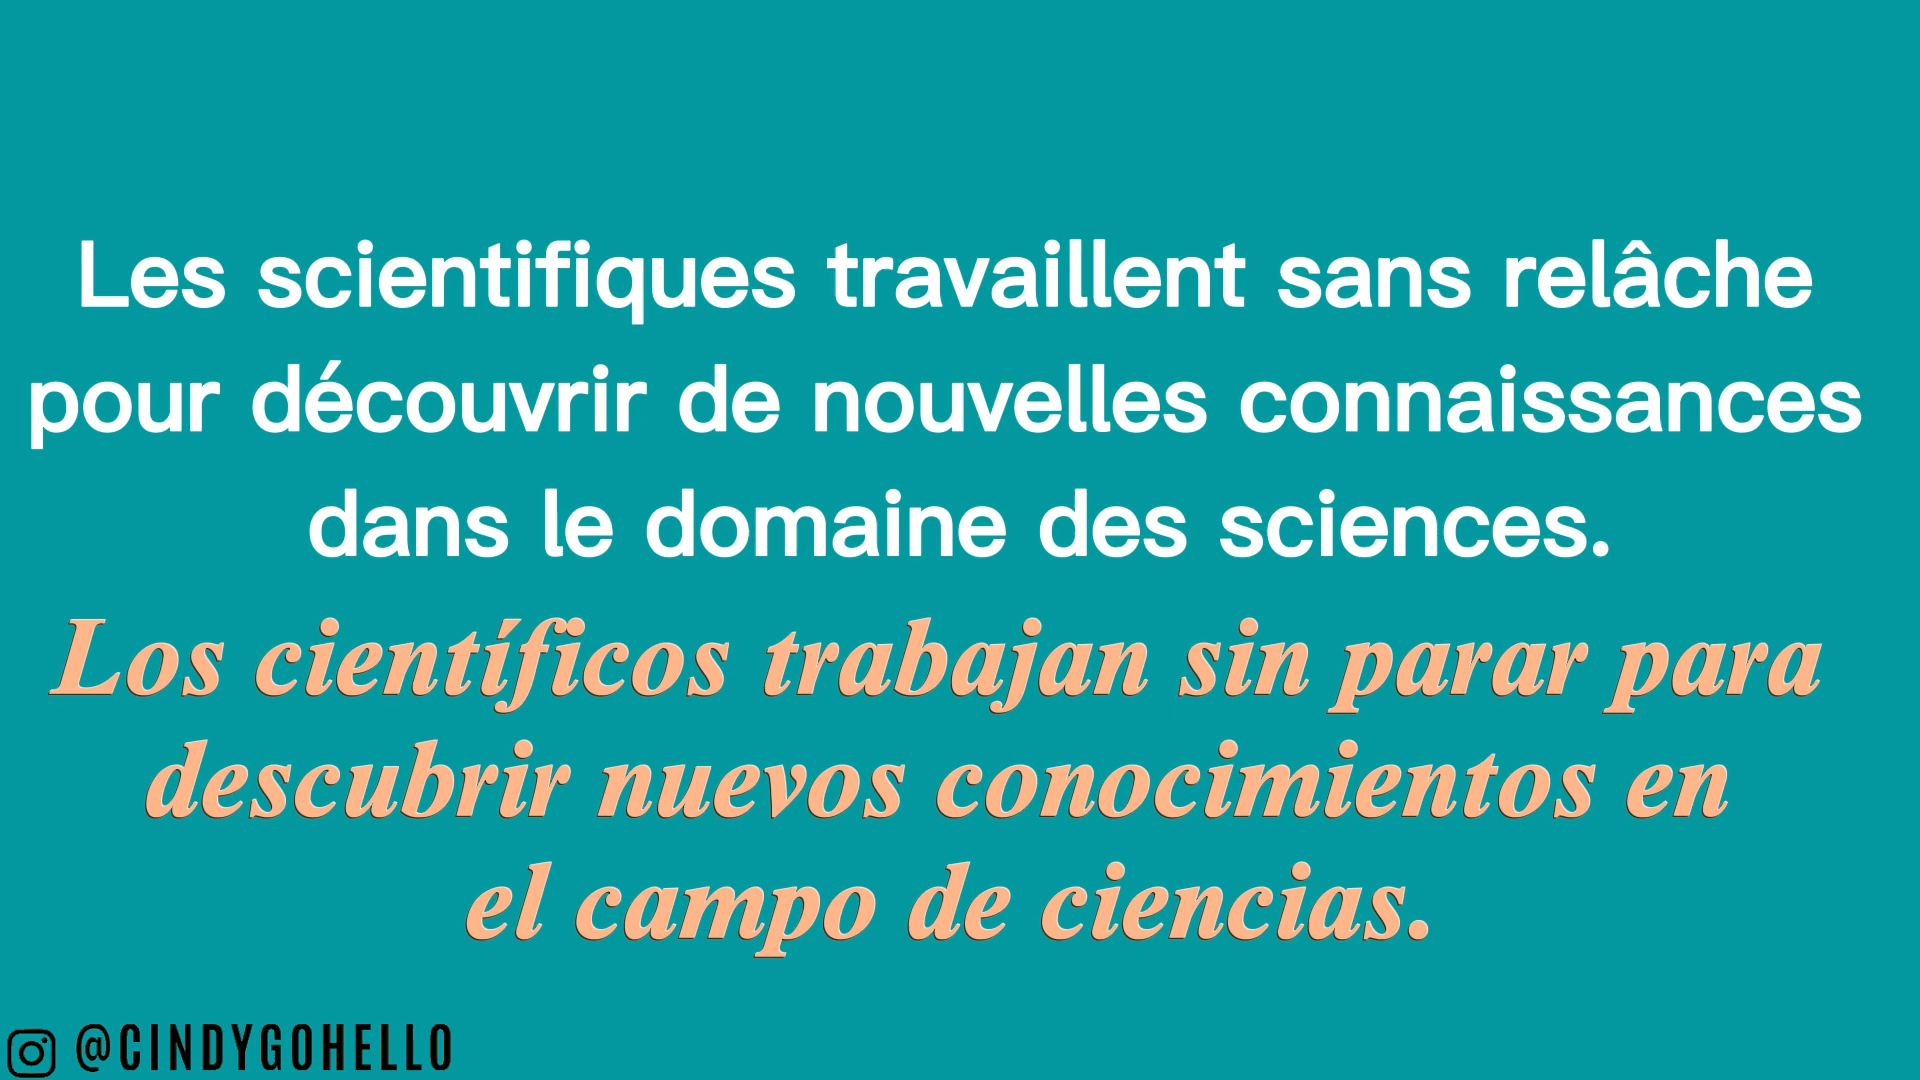 Les scientifiques travaillent sans relâche
pour découvrir de nouvelles connaissances
dans le domaine des sciences.
Los científicos trabajan sin parar para
descubrir nuevos conocimientos en
el campo de ciencias.
@CINDYGOHELLO